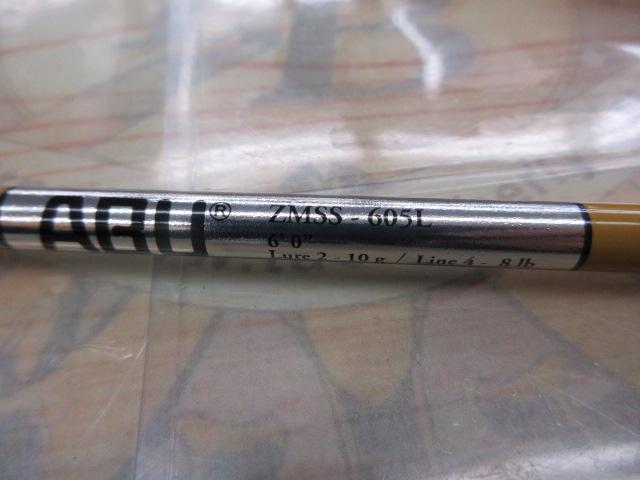 ABU® ZMSS - 605L
6' 0"
Lure 2 - 10 g / Line 4 - 8 lb